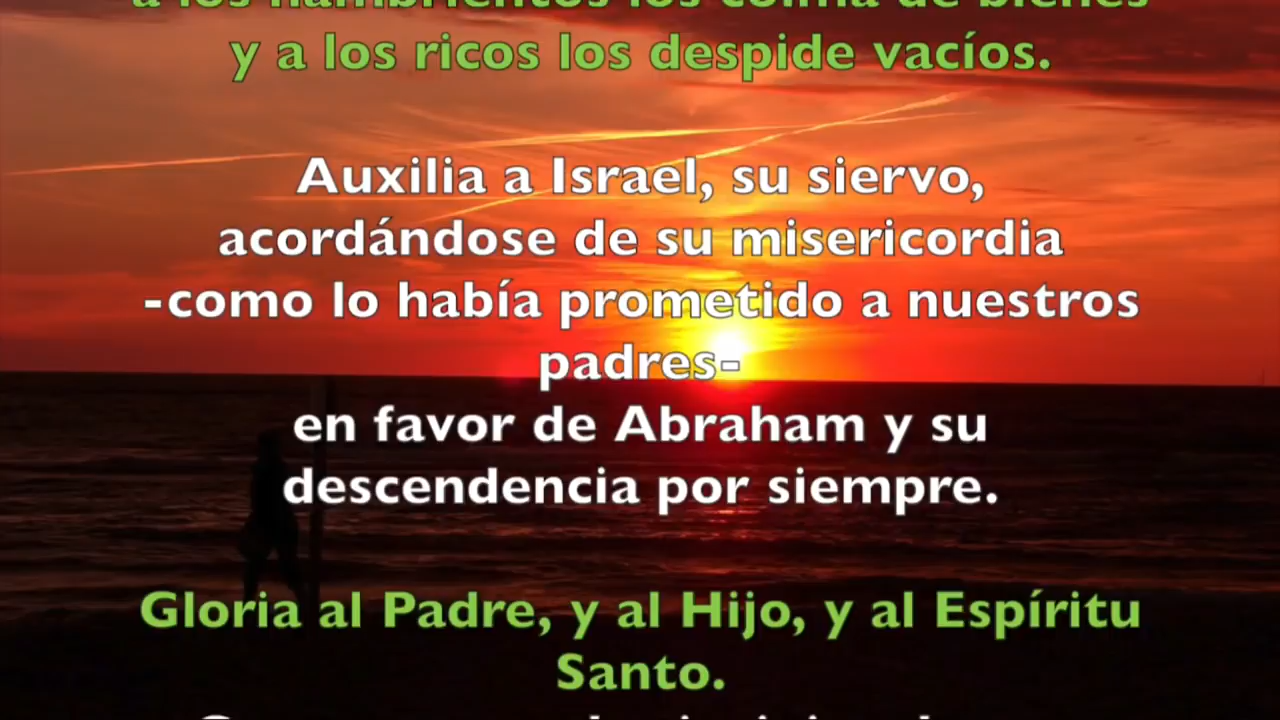 a los hambrientos los colma de bienes
y a los ricos los despide vacíos.
Auxilia a Israel, su siervo,
acordándose de su misericordia
-como lo había prometido a nuestros
padres-
en favor de Abraham y su
descendencia por siempre.
Gloria al Padre, y al Hijo, y al Espíritu
Santo.